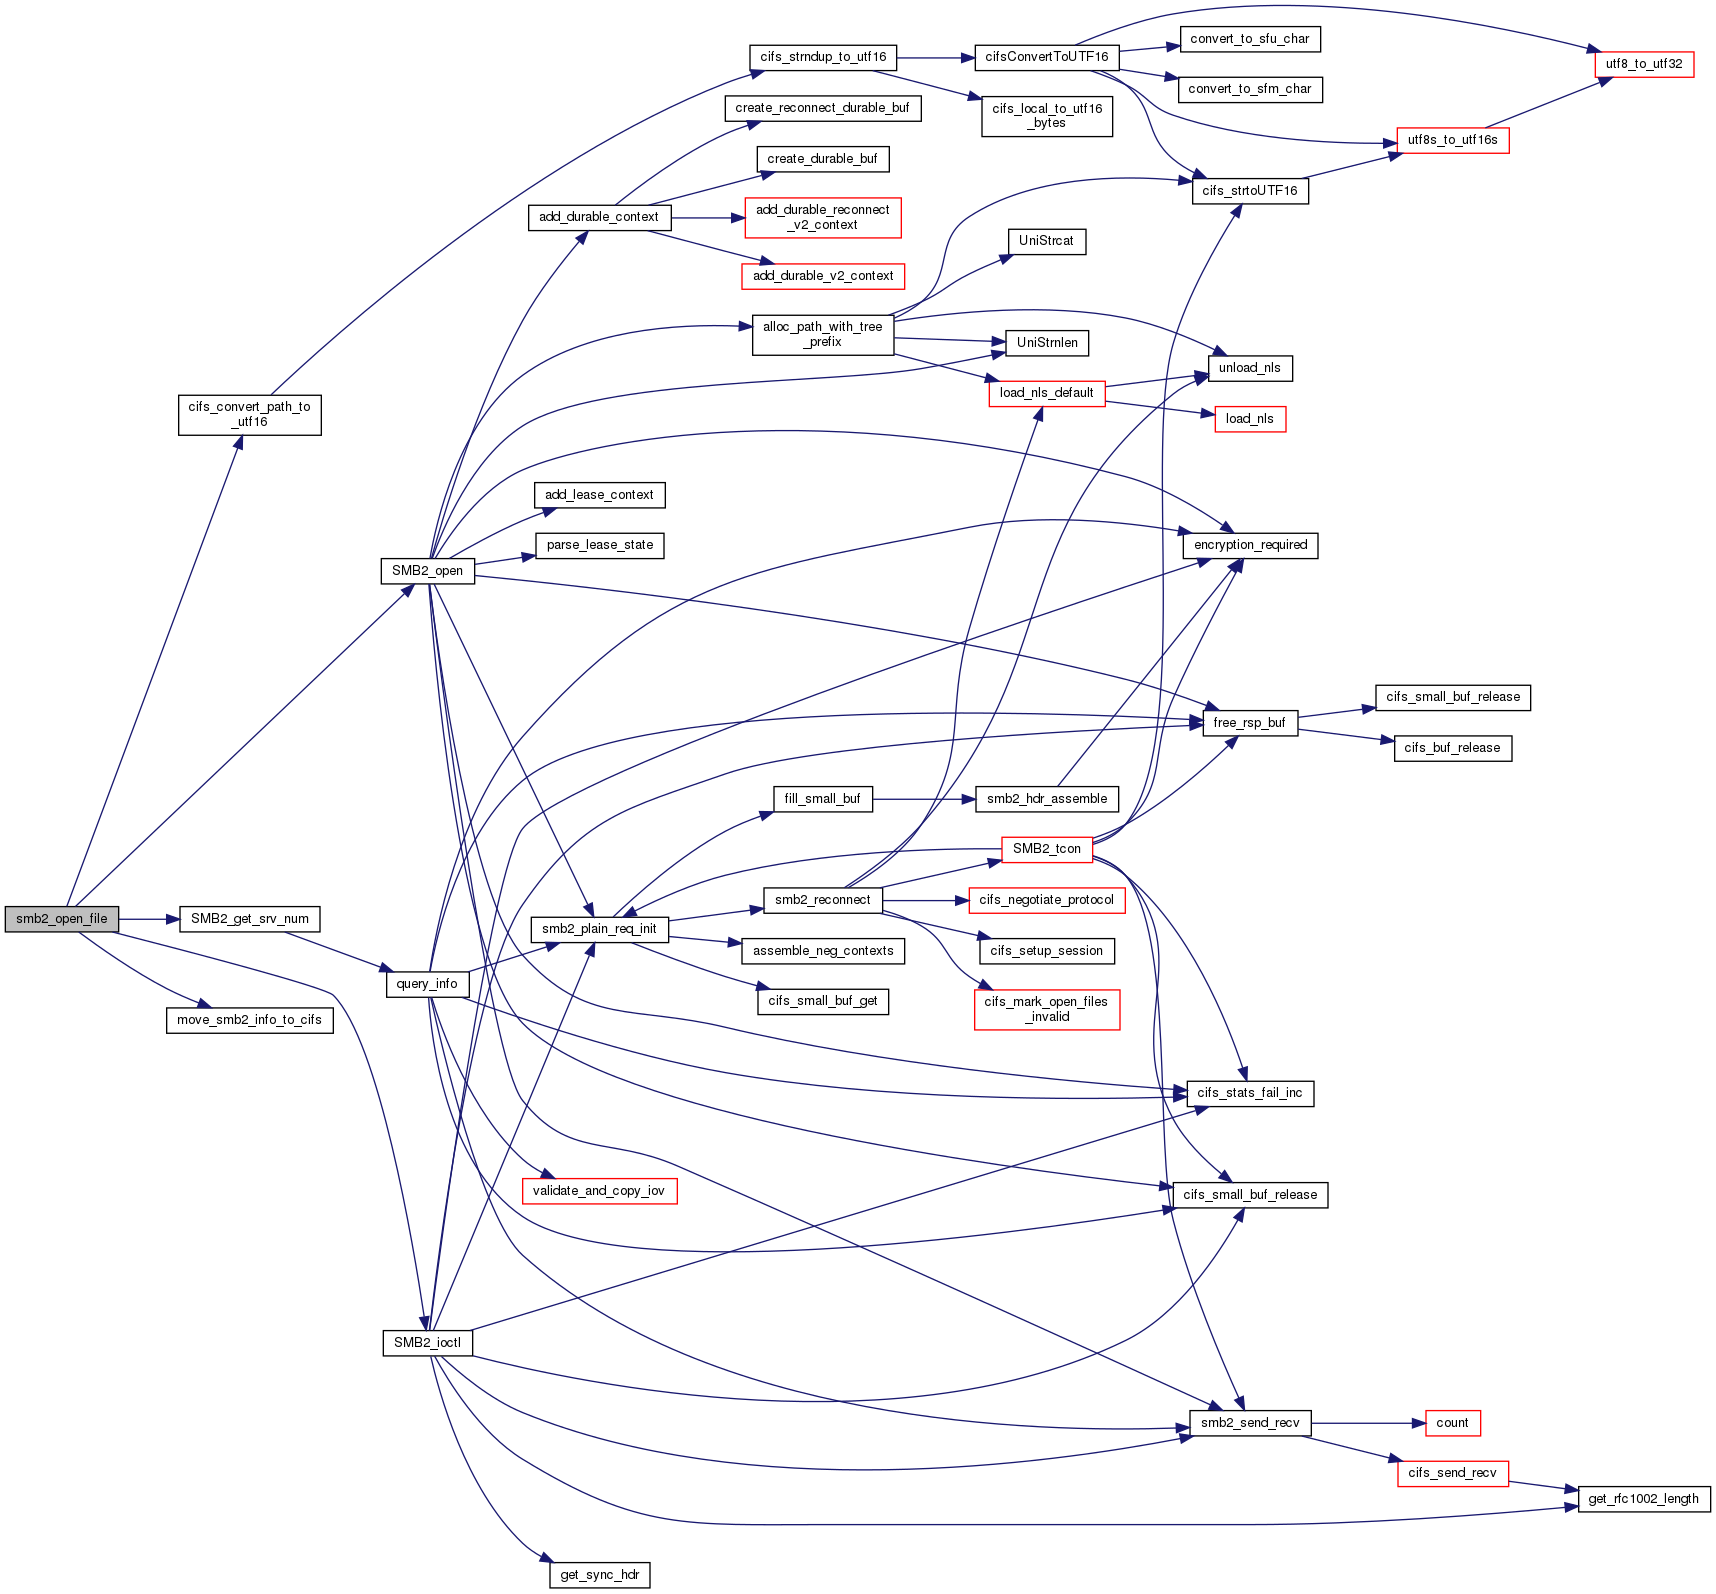 cifs_strndup_to_utf16
cifsConvertToUTF16
convert_to_sfu_char
utf8_to_utf32
convert_to_sfm_char
create_reconnect_durable_buf
cifs_local_to_utf16
_bytes
utf8s_to_utf16s
create_durable_buf
cifs_strtoUTF16
add_durable_context
add_durable_reconnect
_v2_context
UniStrcat
add_durable_v2_context
alloc_path_with_tree
_prefix
UniStrnlen
unload_nls
load_nls_default
load_nls
cifs_convert_path_to
_utf16
add_lease_context
parse_lease_state
encryption_required
SMB2_open
cifs_small_buf_release
free_rsp_buf
cifs_buf_release
fill_small_buf
smb2_hdr_assemble
SMB2_tcon
smb2_reconnect
cifs_negotiate_protocol
smb2_open_file
SMB2_get_srv_num
smb2_plain_req_init
assemble_neg_contexts
cifs_setup_session
query_info
cifs_small_buf_get
cifs_mark_open_files
_invalid
move_smb2_info_to_cifs
cifs_stats_fail_inc
validate_and_copy_iov
cifs_small_buf_release
SMB2_ioctl
smb2_send_recv
count
cifs_send_recv
get_rfc1002_length
get_sync_hdr